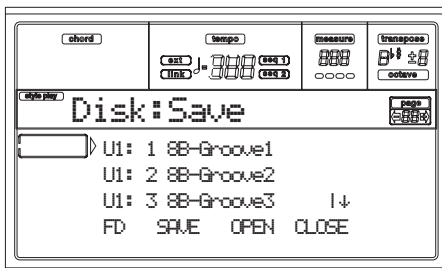 chord tempo measure transpose
ext seq 1
link seq 2
octave
style play
Disk:Save
page
U1: 1 8B-Groove1
U1: 2 8B-Groove2
U1: 3 8B-Groove3
FD SAVE OPEN CLOSE